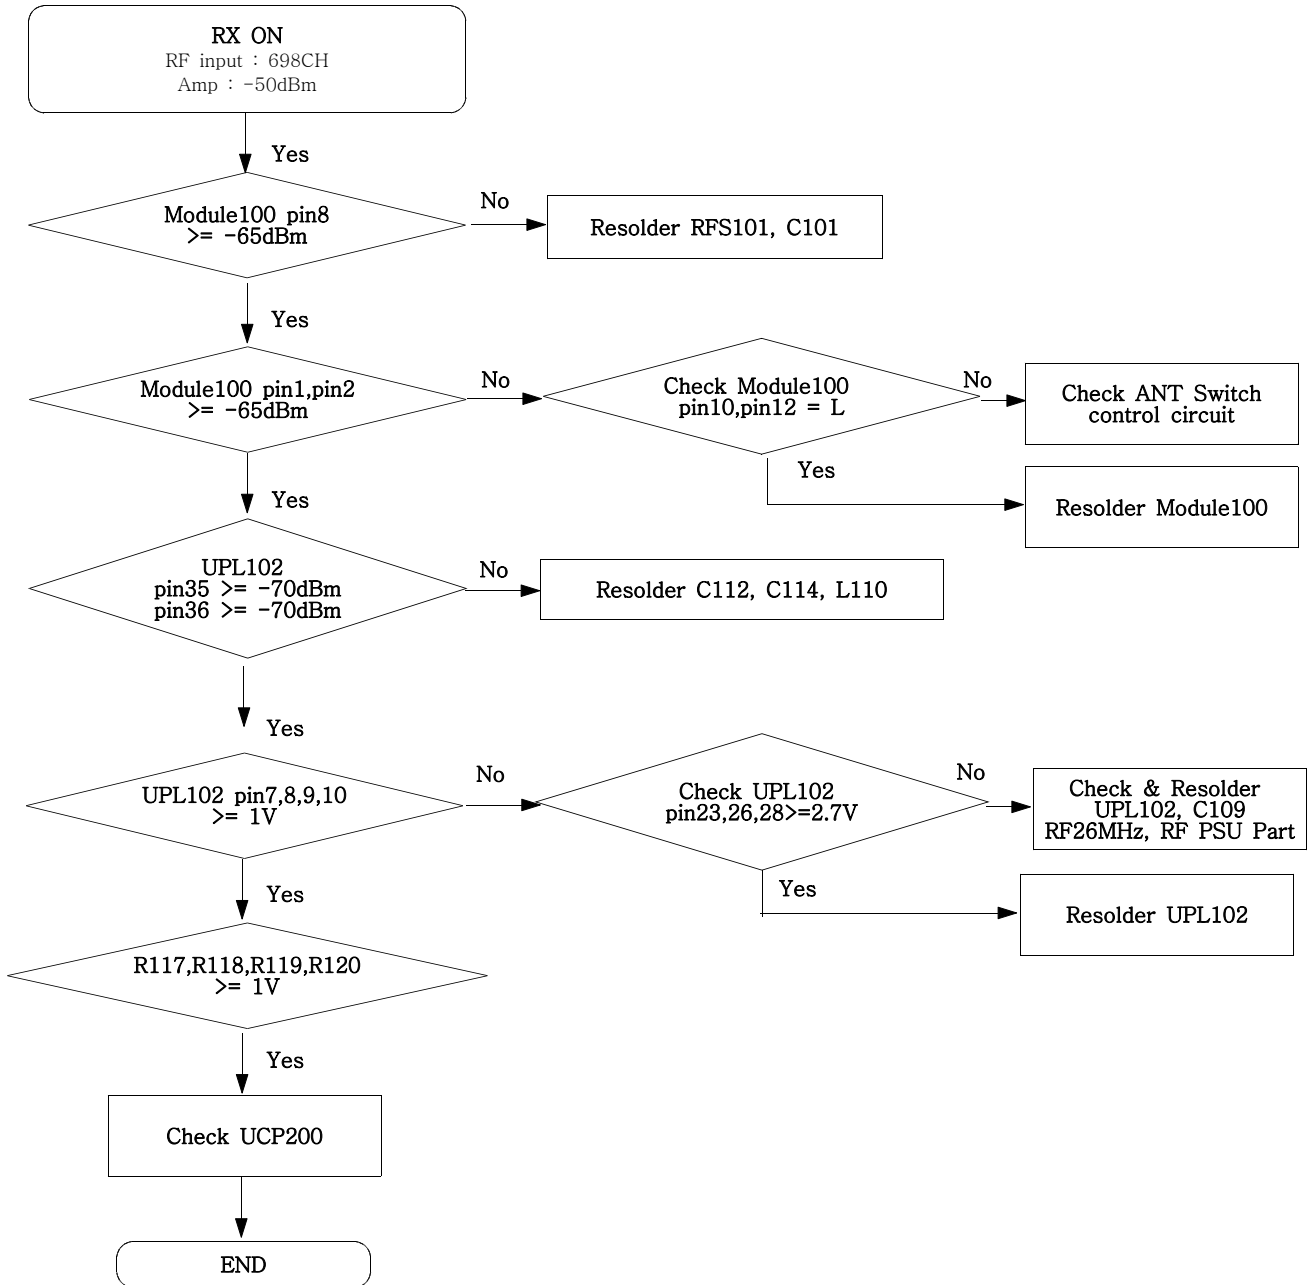 RX ON
RF input : 698CH
Amp : -50dBm
Yes
Module100 pin8
>= -65dBm
No
Resolder RFS101, C101
Yes
Module100 pin1,pin2
>= -65dBm
No
Check Module100
pin10,pin12 = L
No
Check ANT Switch
control circuit
Yes
Resolder Module100
Yes
UPL102
pin35 >= -70dBm
pin36 >= -70dBm
No
Resolder C112, C114, L110
Yes
UPL102 pin7,8,9,10
>= 1V
No
Check UPL102
pin23,26,28>=2.7V
No
Check & Resolder
UPL102, C109
RF26MHz, RF PSU Part
Yes
Resolder UPL102
Yes
R117,R118,R119,R120
>= 1V
Yes
Check UCP200
END